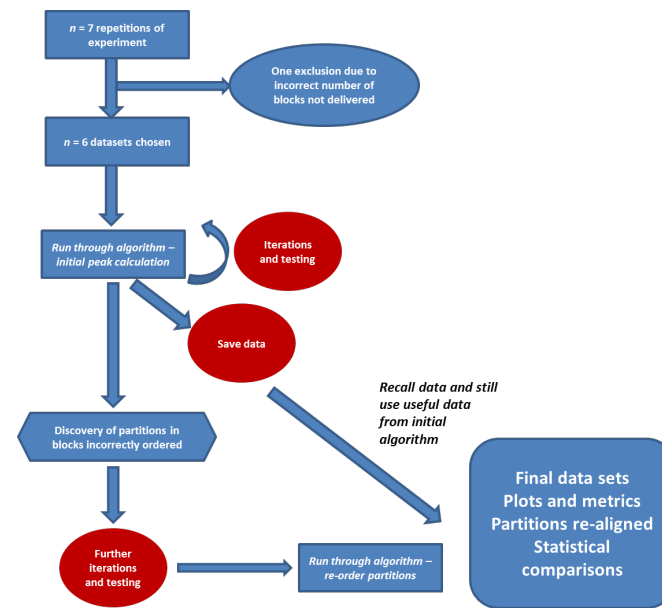 n = 7 repetitions of
experiment
One exclusion due to
incorrect number of
blocks not delivered
n = 6 datasets chosen
Run through algorithm –
initial peak calculation
Iterations
and testing
Save data
Recall data and still
use useful data
from initial
algorithm
Discovery of partitions in
blocks incorrectly ordered
Final data sets
Plots and metrics
Partitions re-aligned
Statistical
comparisons
Further
iterations
and testing
Run through algorithm –
re-order partitions